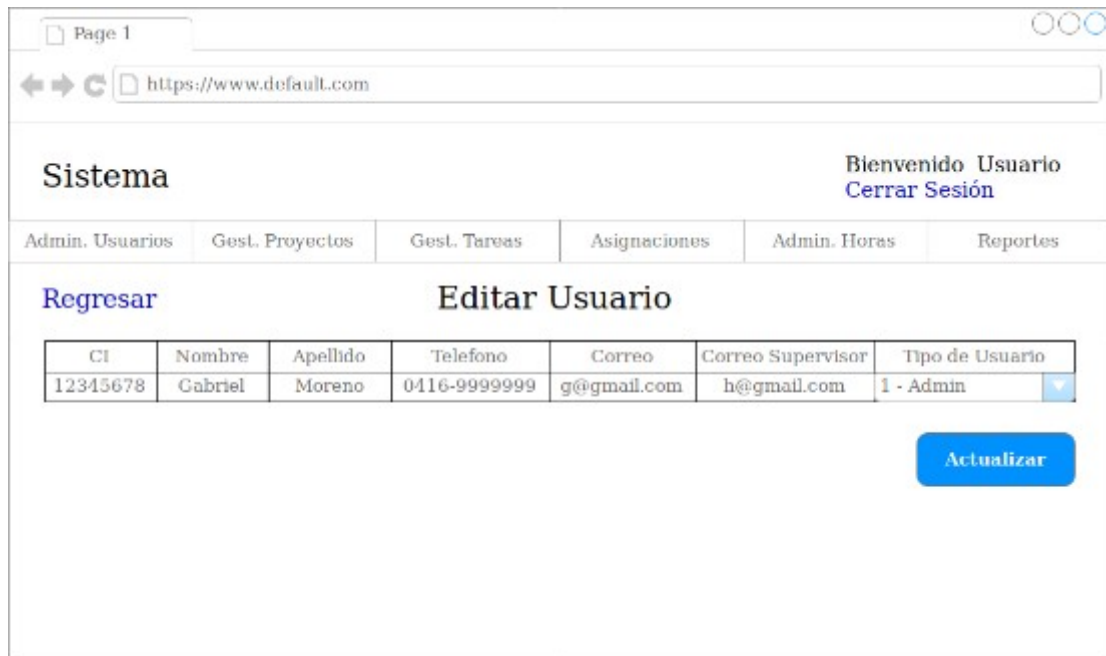 Page 1
https://www.default.com
Sistema
Bienvenido Usuario
Cerrar Sesión
Admin. Usuarios Gest. Proyectos Gest. Tareas Asignaciones Admin. Horas Reportes
Regresar Editar Usuario
CI Nombre Apellido Telefono Correo Correo Supervisor Tipo de Usuario
12345678 Gabriel Moreno 0416-9999999 g@gmail.com h@gmail.com 1 - Admin
Actualizar